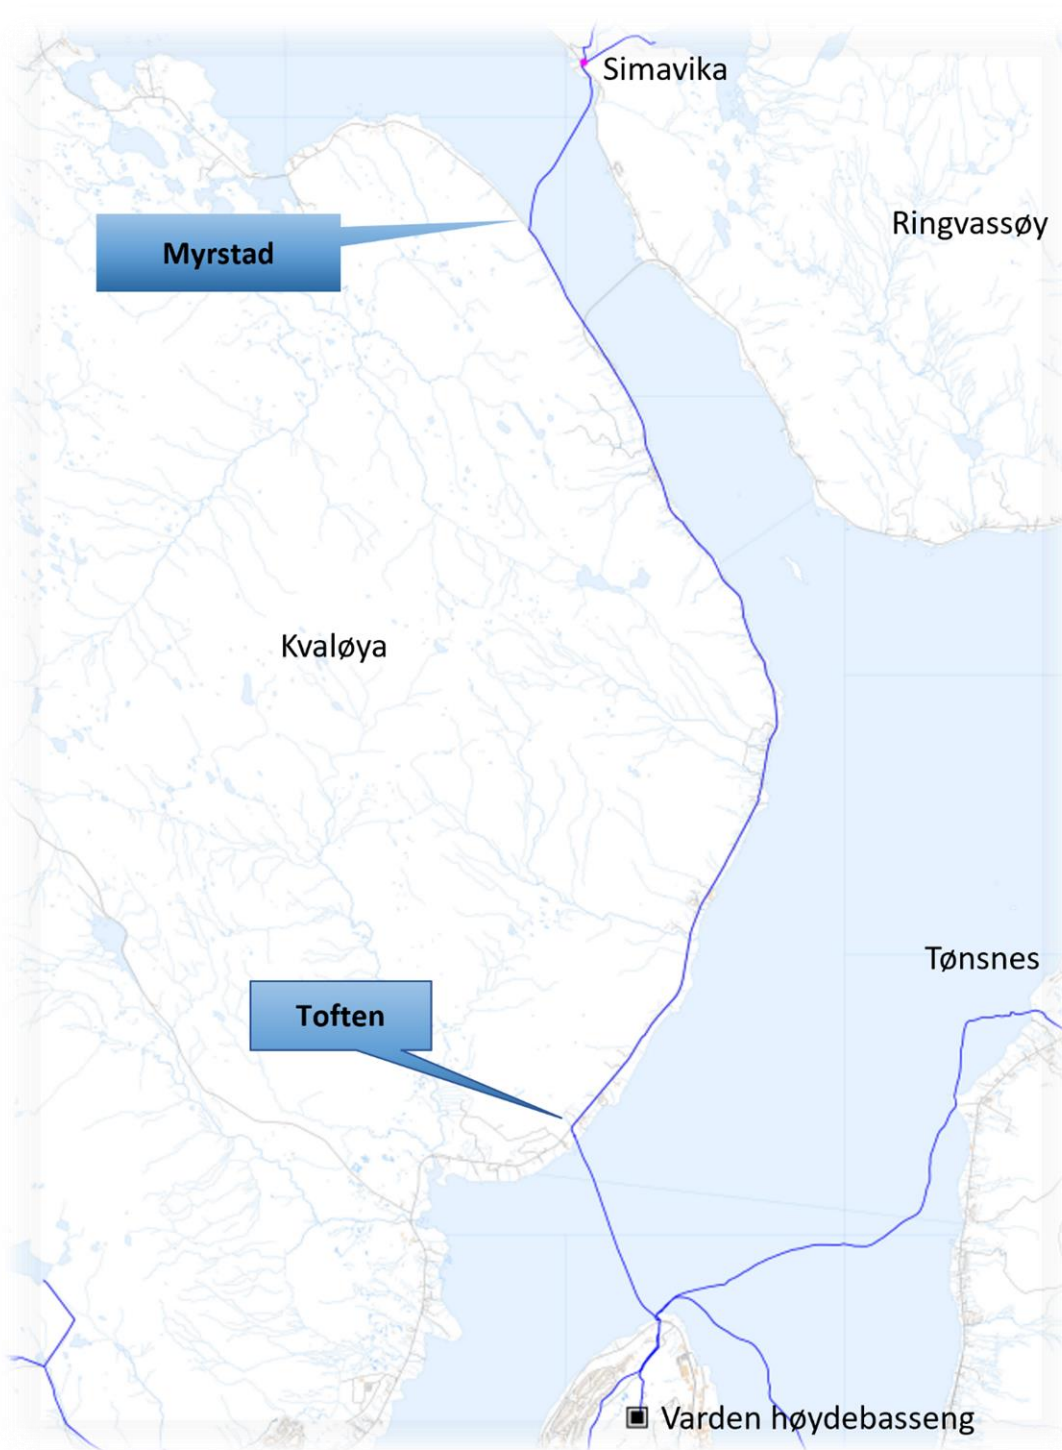 Simavika
Ringvassøy
Myrstad
Kvaløya
Tønsnes
Toften
Varden høydebasseng